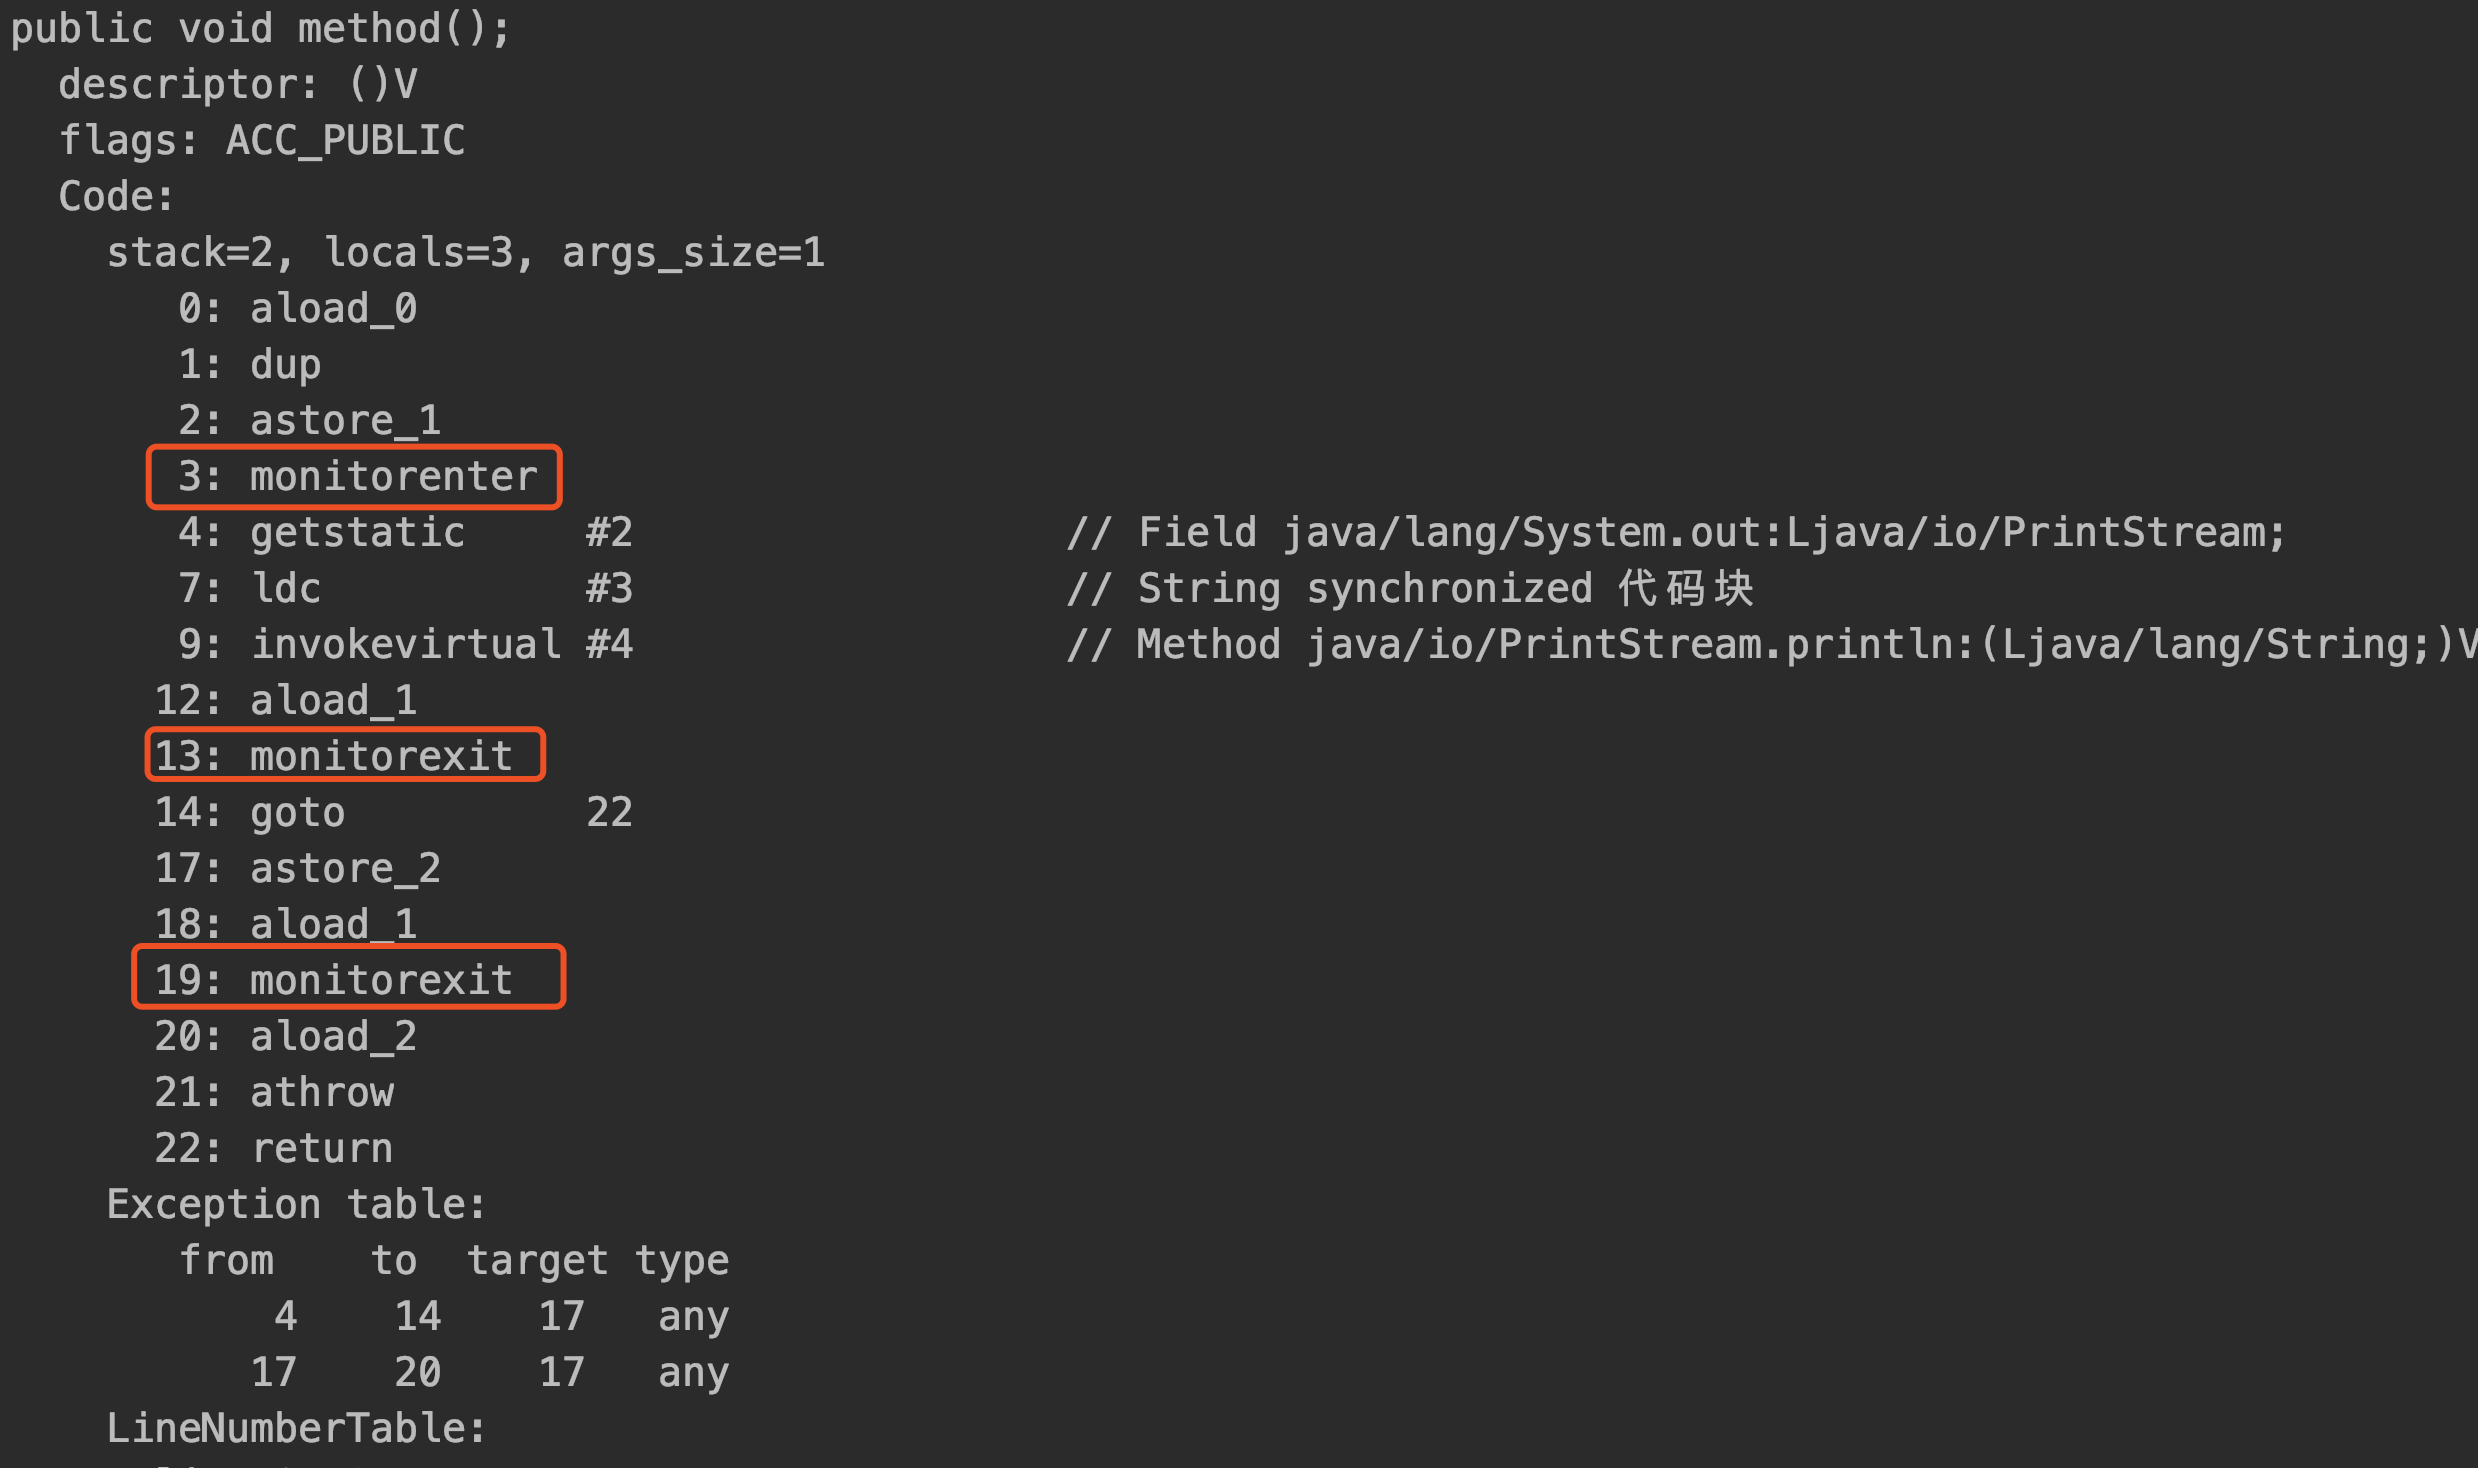 public void method();
descriptor: ()V
flags: ACC_PUBLIC
Code:
stack=2, locals=3, args_size=1
0: aload_0
1: dup
2: astore_1
3: monitorenter
4: getstatic #2 // Field java/lang/System.out:Ljava/io/PrintStream;
7: ldc #3 // String synchronized 代码块
9: invokevirtual #4 // Method java/io/PrintStream.println:(Ljava/lang/String;)V
12: aload_1
13: monitorexit
14: goto 22
17: astore_2
18: aload_1
19: monitorexit
20: aload_2
21: athrow
22: return
Exception table:
from to target type
4 14 17 any
17 20 17 any
LineNumberTable: